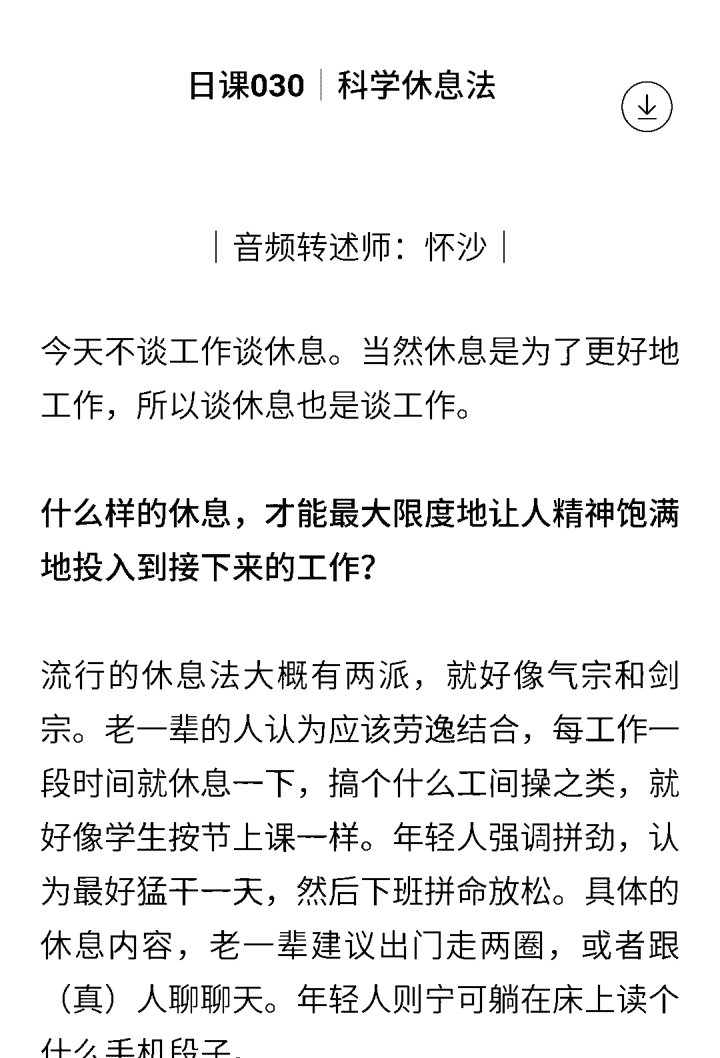 日课030｜科学休息法
｜音频转述师：怀沙｜
今天不谈工作谈休息。当然休息是为了更好地
工作，所以谈休息也是谈工作。
什么样的休息，才能最大限度地让人精神饱满
地投入到接下来的工作？
流行的休息法大概有两派，就好像气宗和剑
宗。老一辈的人认为应该劳逸结合，每工作一
段时间就休息一下，搞个什么工间操之类，就
好像学生按节上课一样。年轻人强调拼劲，认
为最好猛干一天，然后下班拼命放松。具体的
休息内容，老一辈建议出门走两圈，或者跟
（真）人聊聊天。年轻人则宁可躺在床上读个
什么手机段子。